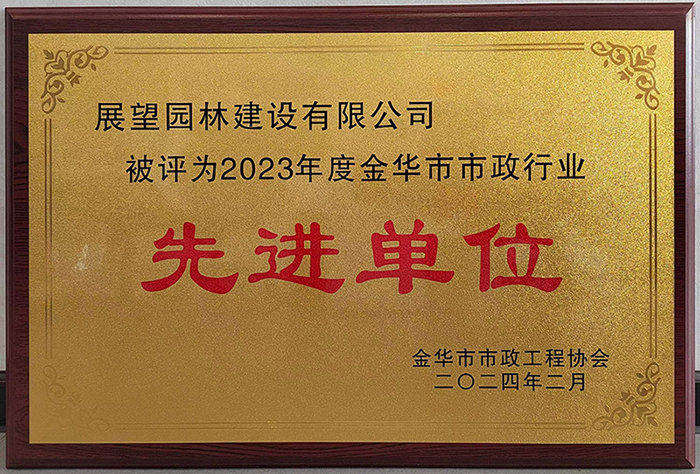 展望园林建设有限公司
被评为2023年度金华市市政行业
先进单位
金华市市政工程协会
二〇二四年二月